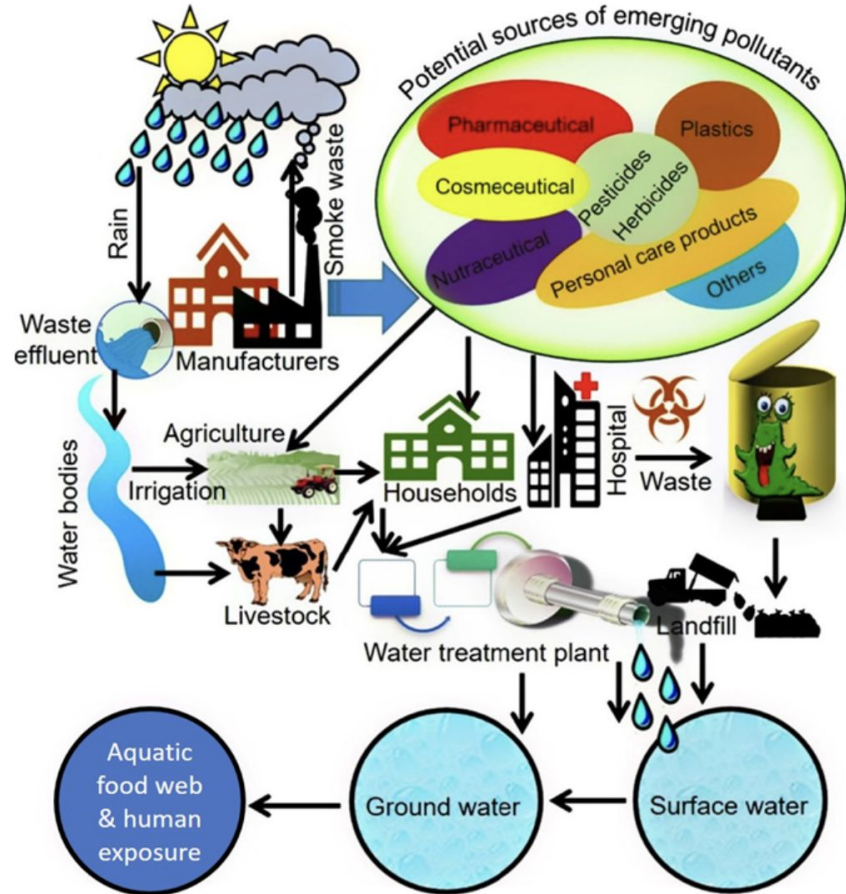 Potential sources of emerging pollutants
Pharmaceutical
Plastics
Cosmeceutical
Pesticides
Herbicides
Nutraceutical
Personal care products
Others
Rain
Smoke waste
Waste
effluent
Manufacturers
Agriculture
Irrigation
Households
Hospital
Waste
Water bodies
Livestock
Landfill
Water treatment plant
Aquatic
food web
& human
exposure
Ground water
Surface water